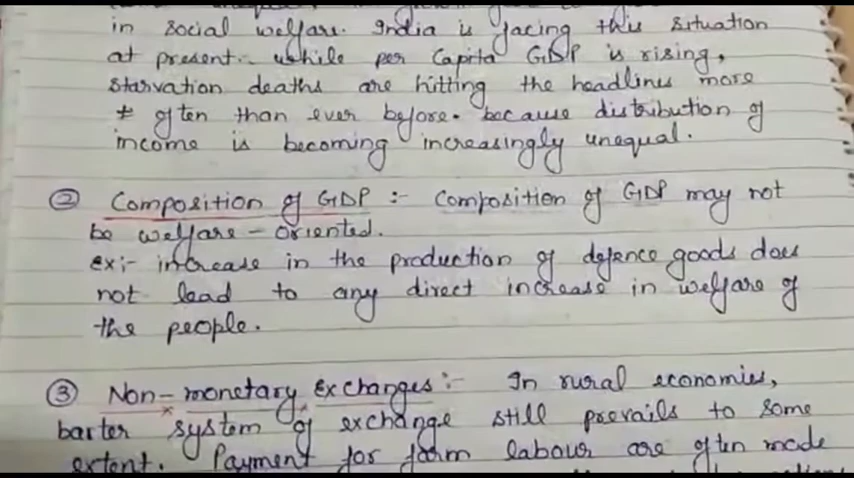 in social welfare. India is facing this situation
at present. while per Capita GDP is rising,
starvation deaths are hitting the headlines more
often than ever before. because distribution of
income is becoming increasingly unequal.
② Composition of GDP :- Composition of GDP may not
be welfare-oriented.
ex:- increase in the production of defence goods does
not lead to any direct increase in welfare of
the people.
③ Non-monetary exchanges :- In rural economies,
barter system of exchange still prevails to some
extent. Payment for farm labour are often made